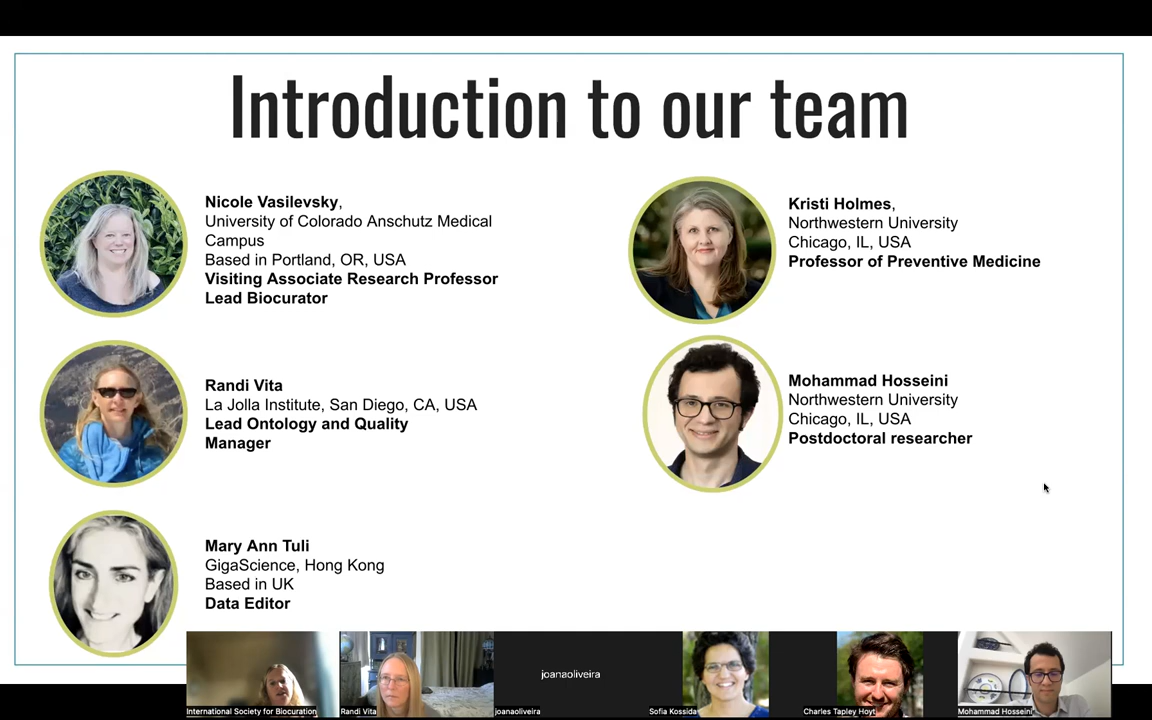 Introduction to our team
Nicole Vasilevsky,
University of Colorado Anschutz Medical
Campus
Based in Portland, OR, USA
Visiting Associate Research Professor
Lead Biocurator
Randi Vita
La Jolla Institute, San Diego, CA, USA
Lead Ontology and Quality
Manager
Mary Ann Tuli
GigaScience, Hong Kong
Based in UK
Data Editor
Kristi Holmes,
Northwestern University
Chicago, IL, USA
Professor of Preventive Medicine
Mohammad Hosseini
Northwestern University
Chicago, IL, USA
Postdoctoral researcher
joanaoliveira
International Society for Biocuration
Randi Vita
joanaoliveira
Sofia Kossida
Charles Tapley Hoyt
Mohammad Hosseini